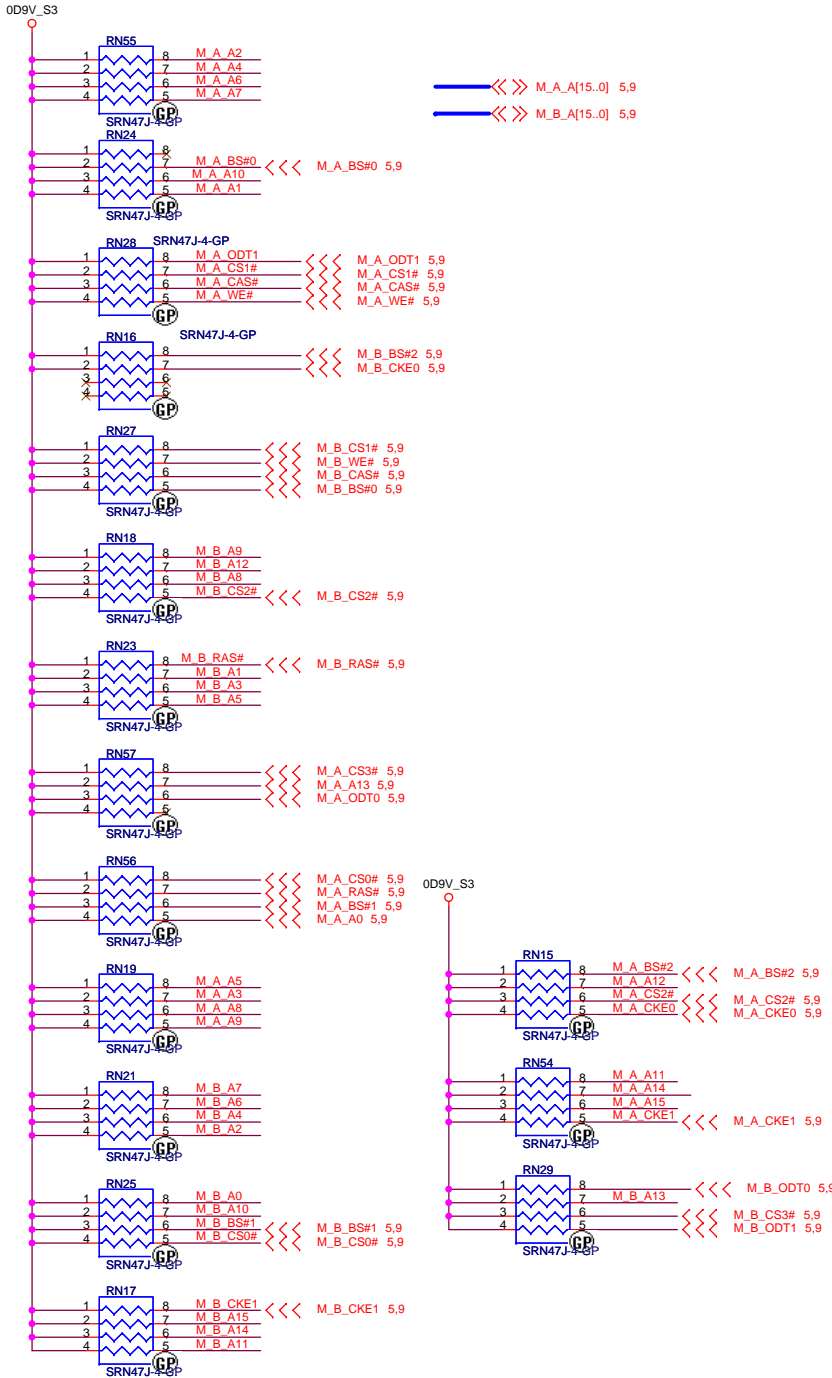 0D9V_S3
RN55
1 8 M_A_A2
2 7 M_A_A4
3 6 M_A_A6
4 5 M_A_A7
GP
SRN47J-4-GP
M_A_A[15..0] 5,9
M_B_A[15..0] 5,9
RN24
1 8
2 7 M_A_BS#0 M_A_BS#0 5,9
3 6 M_A_A10
4 5 M_A_A1
GP
SRN47J-4-GP
RN28 SRN47J-4-GP
1 8 M_A_ODT1 M_A_ODT1 5,9
2 7 M_A_CS1# M_A_CS1# 5,9
3 6 M_A_CAS# M_A_CAS# 5,9
4 5 M_A_WE# M_A_WE# 5,9
GP
RN16 SRN47J-4-GP
1 8 M_B_BS#2 5,9
2 7 M_B_CKE0 5,9
3 6
4 5
GP
RN27
1 8 M_B_CS1# 5,9
2 7 M_B_WE# 5,9
3 6 M_B_CAS# 5,9
4 5 M_B_BS#0 5,9
GP
SRN47J-4-GP
RN18
1 8 M_B_A9
2 7 M_B_A12
3 6 M_B_A8
4 5 M_B_CS2# M_B_CS2# 5,9
GP
SRN47J-4-GP
RN23
1 8 M_B_RAS# M_B_RAS# 5,9
2 7 M_B_A1
3 6 M_B_A3
4 5 M_B_A5
GP
SRN47J-4-GP
RN57
1 8 M_A_CS3# 5,9
2 7 M_A_A13 5,9
3 6 M_A_ODT0 5,9
4 5
GP
SRN47J-4-GP
RN56
1 8 M_A_CS0# 5,9
2 7 M_A_RAS# 5,9
3 6 M_A_BS#1 5,9
4 5 M_A_A0 5,9
GP
SRN47J-4-GP
RN19
1 8 M_A_A5
2 7 M_A_A3
3 6 M_A_A8
4 5 M_A_A9
GP
SRN47J-4-GP
RN21
1 8 M_B_A7
2 7 M_B_A6
3 6 M_B_A4
4 5 M_B_A2
GP
SRN47J-4-GP
RN25
1 8 M_B_A0
2 7 M_B_A10
3 6 M_B_BS#1 M_B_BS#1 5,9
4 5 M_B_CS0# M_B_CS0# 5,9
GP
SRN47J-4-GP
RN17
1 8 M_B_CKE1 M_B_CKE1 5,9
2 7 M_B_A15
3 6 M_B_A14
4 5 M_B_A11
GP
SRN47J-4-GP
0D9V_S3
RN15
1 8 M_A_BS#2 M_A_BS#2 5,9
2 7 M_A_A12
3 6 M_A_CS2# M_A_CS2# 5,9
4 5 M_A_CKE0 M_A_CKE0 5,9
GP
SRN47J-4-GP
RN54
1 8 M_A_A11
2 7 M_A_A14
3 6 M_A_A15
4 5 M_A_CKE1 M_A_CKE1 5,9
GP
SRN47J-4-GP
RN29
1 8 M_B_ODT0 5,9
2 7 M_B_A13
3 6 M_B_CS3# 5,9
4 5 M_B_ODT1 5,9
GP
SRN47J-4-GP